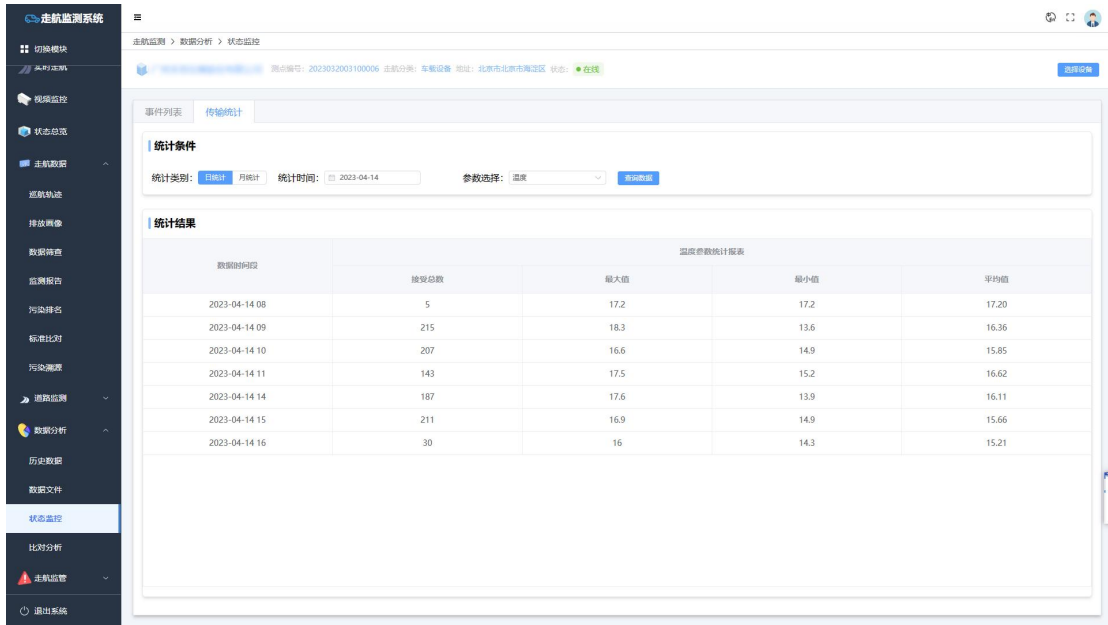 走航监测系统
切换模块
实时走航
视频监控
状态总览
走航数据
巡航轨迹
排放画像
数据筛查
监测报告
污染排名
标准比对
污染溯源
道路监测
数据分析
历史数据
数据文件
状态监控
比对分析
走航监管
退出系统
走航监测 > 数据分析 > 状态监控
测点编号: 2023032003100006 走航分类: 车载设备 地址: 北京市北京市海淀区 状态: 在线
选择设备
事件列表 传输统计
统计条件
统计类别: 日统计 月统计 统计时间: 2023-04-14 参数选择: 温度 查询数据
统计结果
数据时间段 温度参数统计报表
接受总数 最大值 最小值 平均值
2023-04-14 08 5 17.2 17.2 17.20
2023-04-14 09 215 18.3 13.6 16.36
2023-04-14 10 207 16.6 14.9 15.85
2023-04-14 11 143 17.5 15.2 16.62
2023-04-14 14 187 17.6 13.9 16.11
2023-04-14 15 211 16.9 14.9 15.66
2023-04-14 16 30 16 14.3 15.21